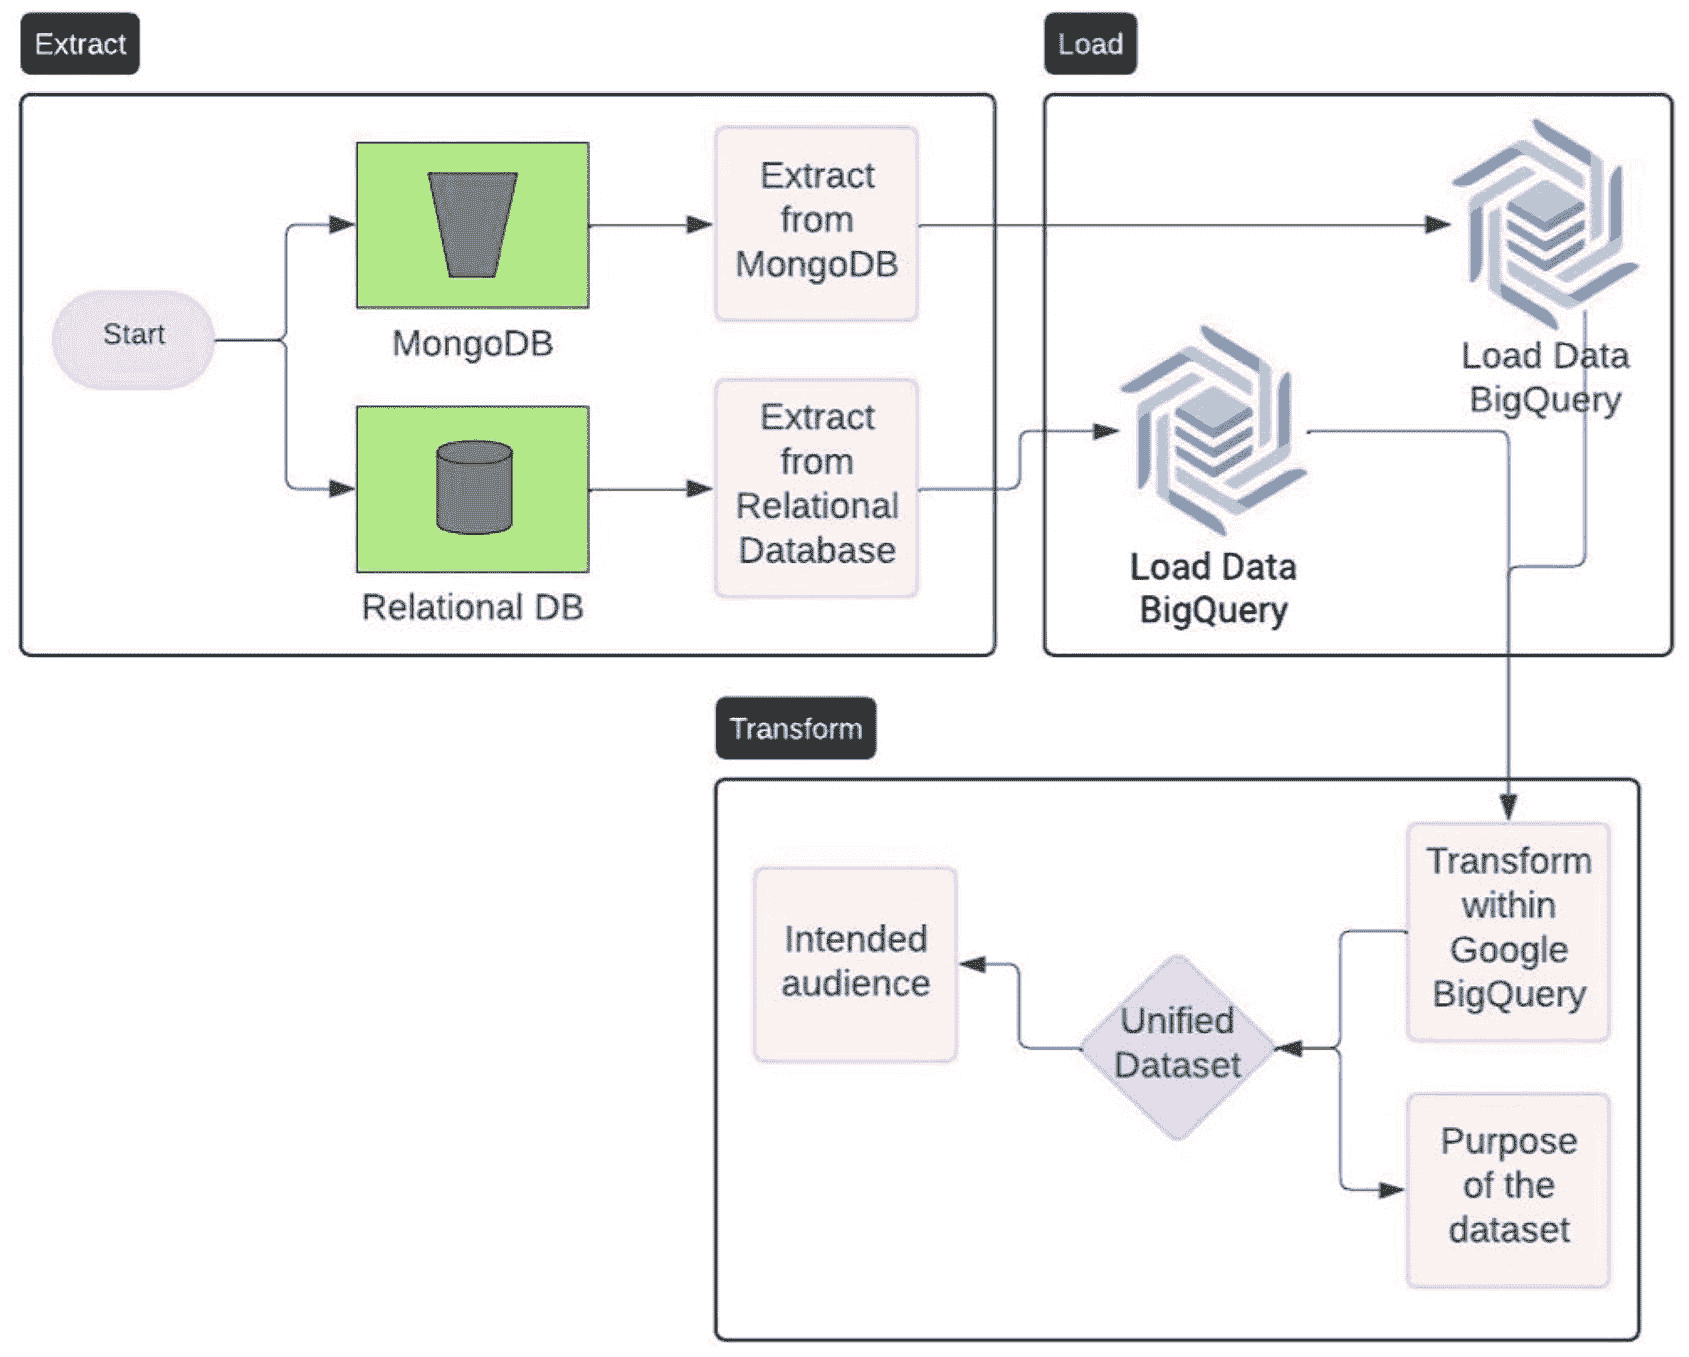 Extract
Load
Extract
from
MongoDB
Start
MongoDB
Load Data
BigQuery
Extract
from
Relational
Database
Relational DB
Load Data
BigQuery
Transform
Transform
within
Google
BigQuery
Intended
audience
Unified
Dataset
Purpose
of the
dataset